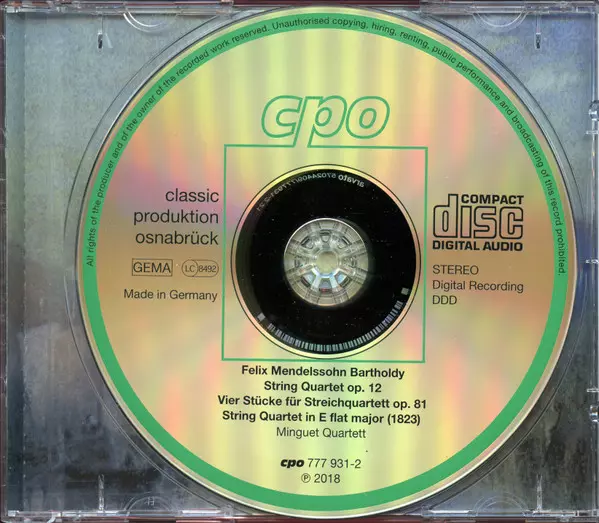 All rights of the producer and of the owner of the recorded work reserved. Unauthorised copying, hiring, renting, public performance and broadcasting of this record prohibited.
cpo
classic
produktion
osnabrück
GEMA LC 8492
Made in Germany
COMPACT
disc
DIGITAL AUDIO
STEREO
Digital Recording
DDD
Felix Mendelssohn Bartholdy
String Quartet op. 12
Vier Stücke für Streichquartett op. 81
String Quartet in E flat major (1823)
Minguet Quartett
cpo 777 931-2
℗ 2018